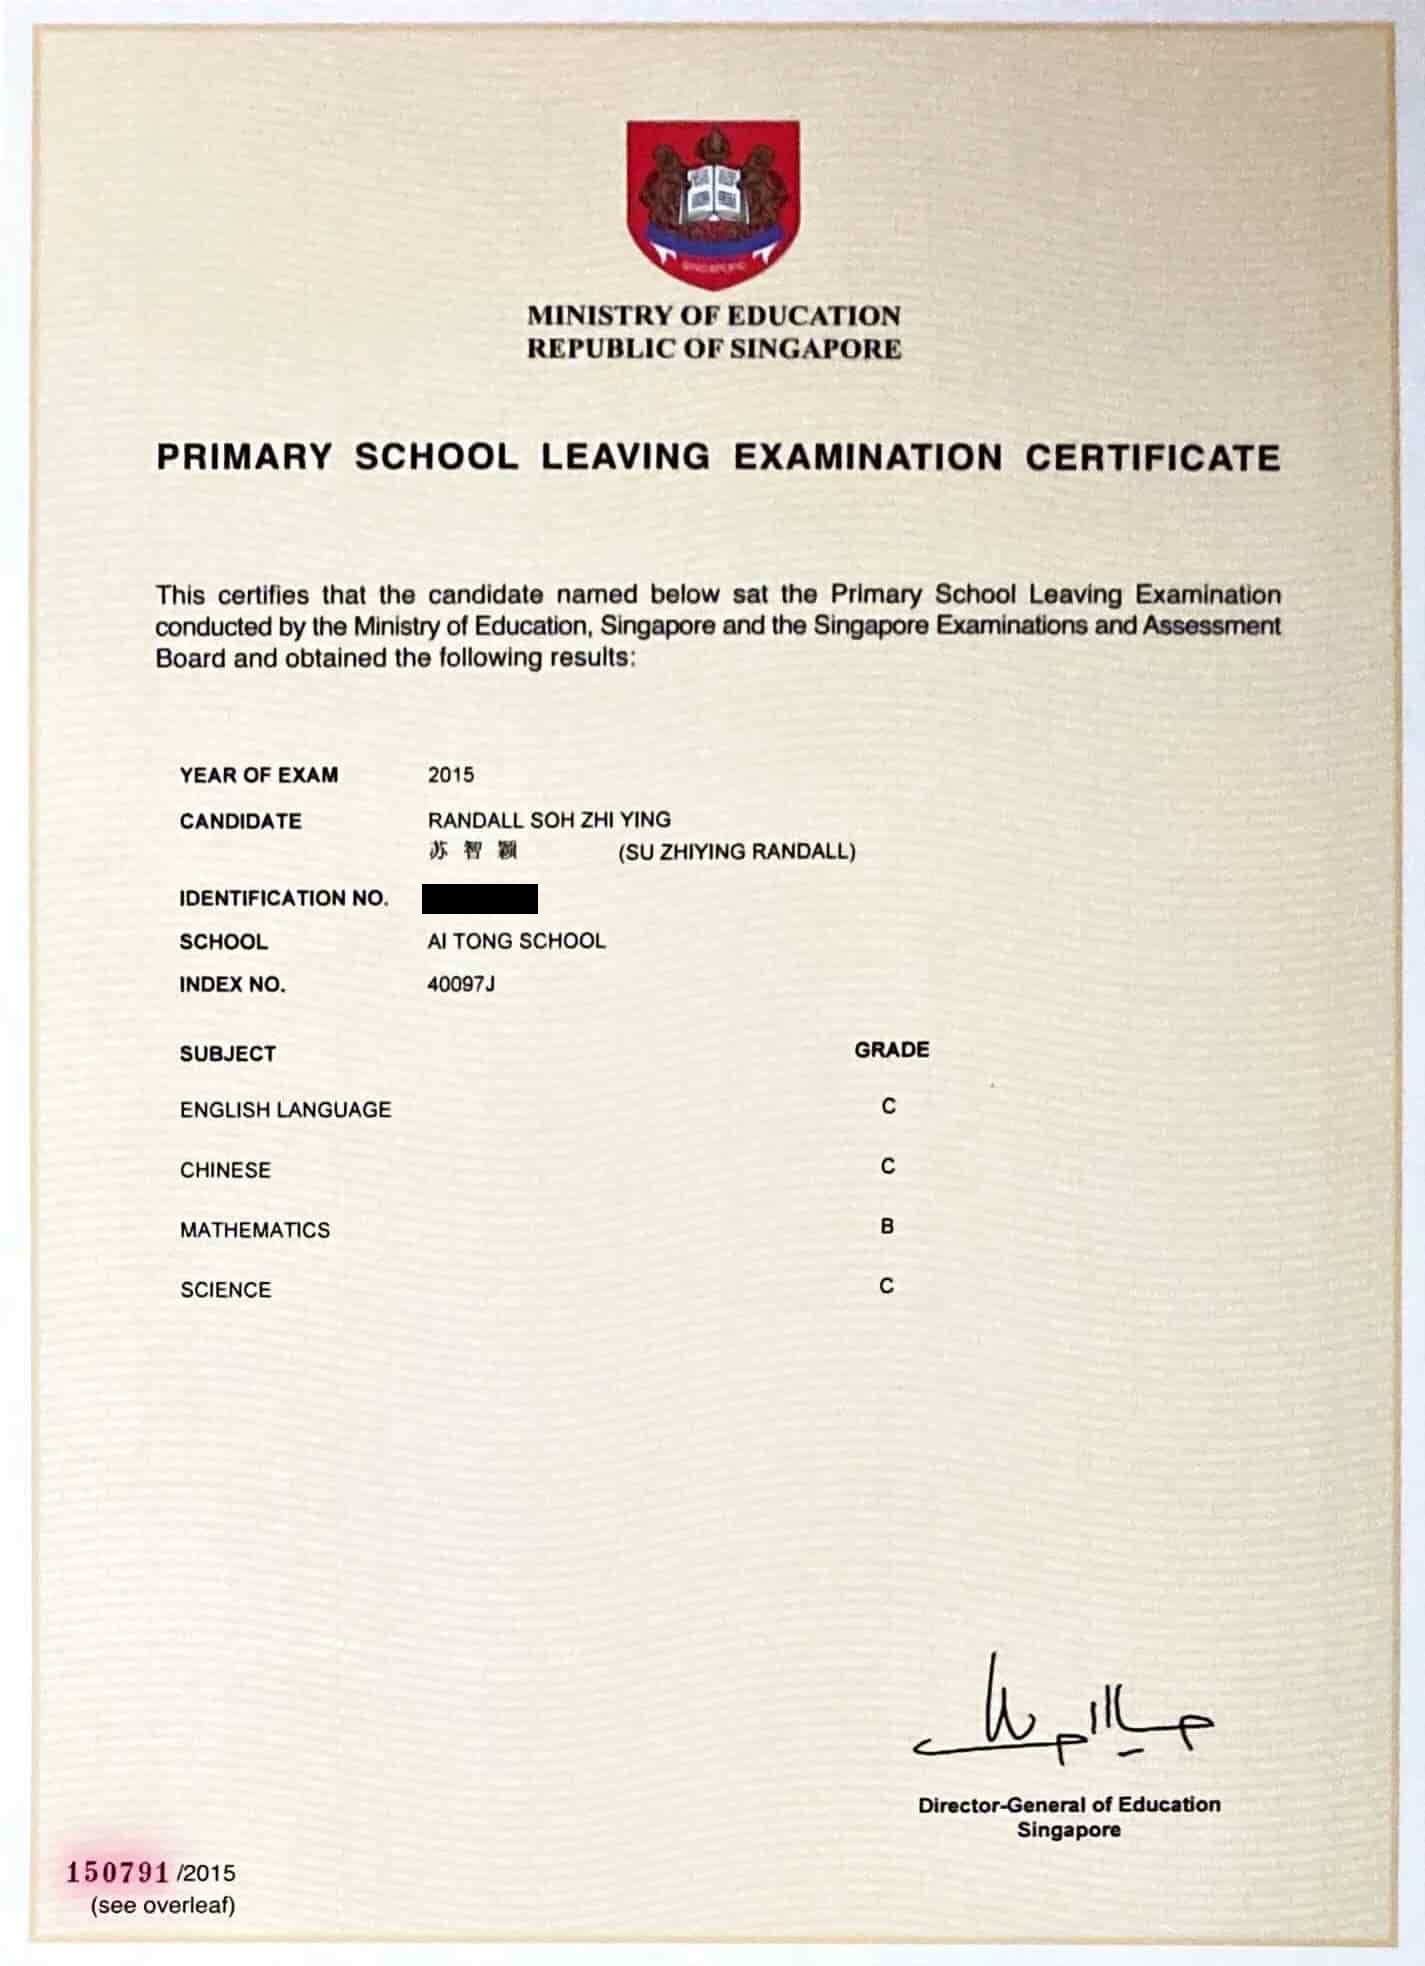 SINGAPORE
MINISTRY OF EDUCATION
REPUBLIC OF SINGAPORE
PRIMARY SCHOOL LEAVING EXAMINATION CERTIFICATE
This certifies that the candidate named below sat the Primary School Leaving Examination
conducted by the Ministry of Education, Singapore and the Singapore Examinations and Assessment
Board and obtained the following results:
YEAR OF EXAM 2015
CANDIDATE RANDALL SOH ZHI YING
苏 智 颖 (SU ZHIYING RANDALL)
IDENTIFICATION NO.
SCHOOL AI TONG SCHOOL
INDEX NO. 40097J
SUBJECT GRADE
ENGLISH LANGUAGE C
CHINESE C
MATHEMATICS B
SCIENCE C
Director-General of Education
Singapore
150791 /2015
(see overleaf)